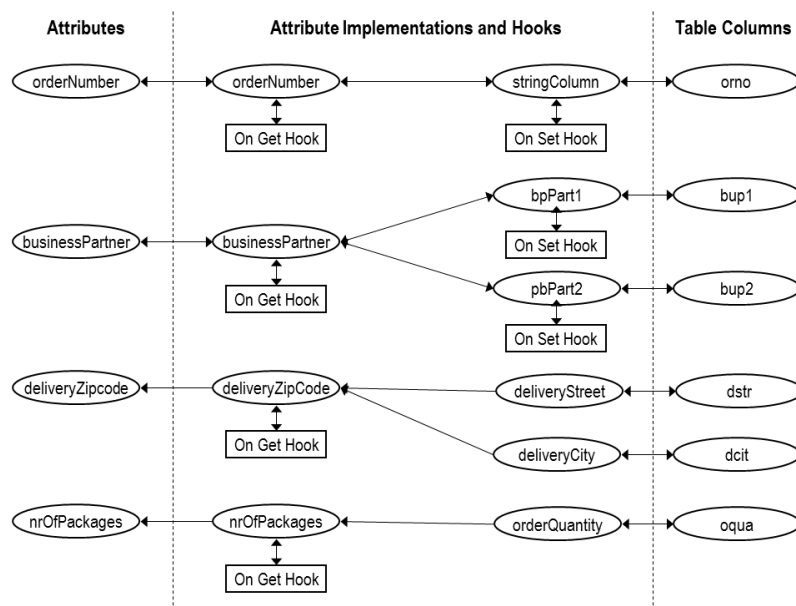 Attributes Attribute Implementations and Hooks Table Columns
orderNumber orderNumber stringColumn orno
On Get Hook On Set Hook
bpPart1 bup1
businessPartner businessPartner On Set Hook
On Get Hook pbPart2 bup2
On Set Hook
deliveryZipcode deliveryZipCode deliveryStreet dstr
On Get Hook deliveryCity dcit
nrOfPackages nrOfPackages orderQuantity oqua
On Get Hook